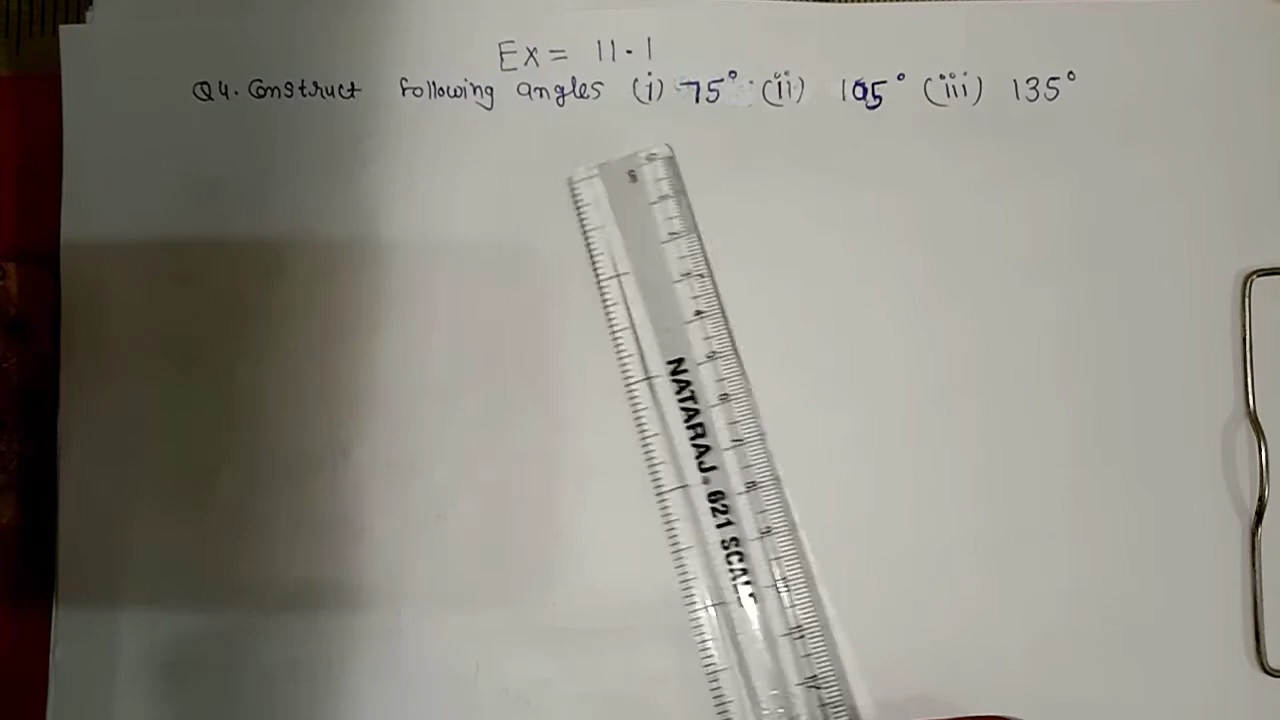 Ex = 11.1
Q4. Construct following angles (i) 75° (ii) 105° (iii) 135°
NATARAJ 621 SCALE